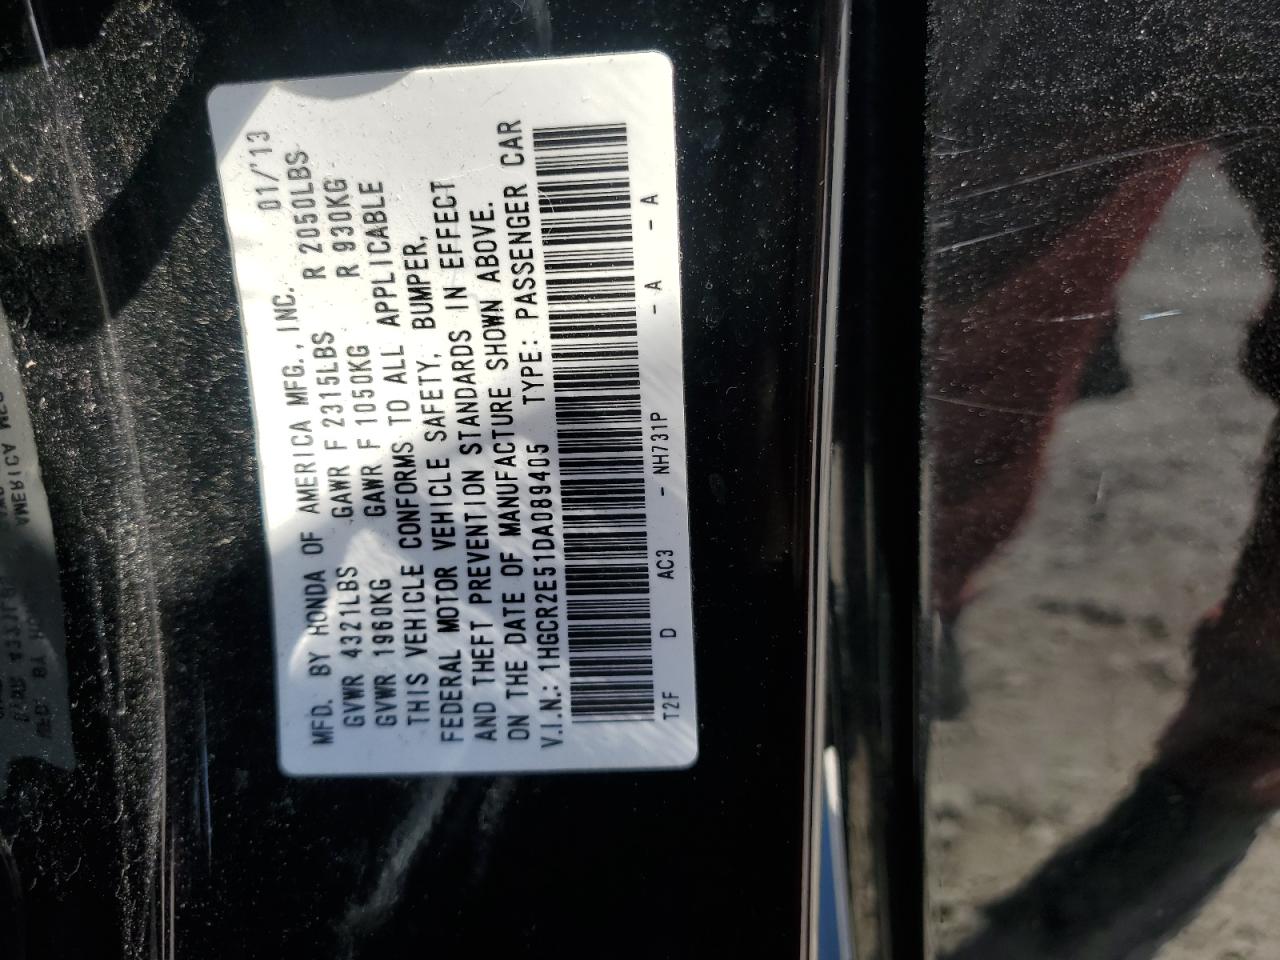 MFD. BY HONDA OF AMERICA MFG., INC. 01/'13
GVWR 4321LBS GAWR F 2315LBS R 2050LBS
GVWR 1960KG GAWR F 1050KG R 930KG
THIS VEHICLE CONFORMS TO ALL APPLICABLE
FEDERAL MOTOR VEHICLE SAFETY, BUMPER,
AND THEFT PREVENTION STANDARDS IN EFFECT
ON THE DATE OF MANUFACTURE SHOWN ABOVE.
V.I.N.: 1HGCR2E51DA089405 TYPE: PASSENGER CAR
T2F D AC3 - NH731P - A - A